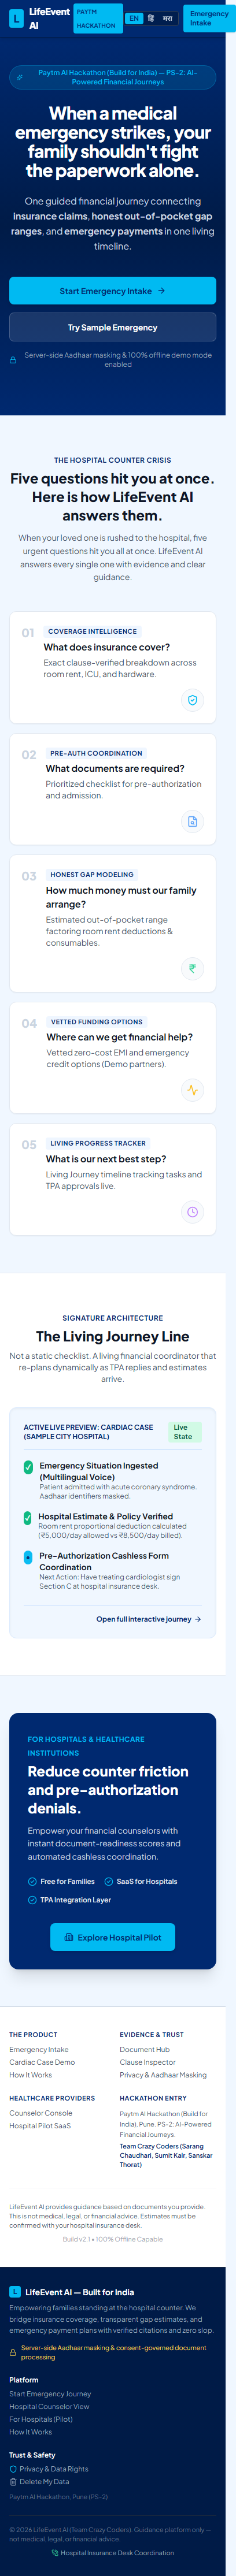 L
LifeEvent
AI
PAYTM
HACKATHON
EN हिं मरा
Emergency
Intake
Paytm AI Hackathon (Build for India) — PS-2: AI-
Powered Financial Journeys
When a medical
emergency strikes, your
family shouldn't fight
the paperwork alone.
One guided financial journey connecting
insurance claims, honest out-of-pocket gap
ranges, and emergency payments in one living
timeline.
Start Emergency Intake →
Try Sample Emergency
Server-side Aadhaar masking & 100% offline demo mode
enabled
THE HOSPITAL COUNTER CRISIS
Five questions hit you at once.
Here is how LifeEvent AI
answers them.
When your loved one is rushed to the hospital, five
urgent questions hit you all at once. LifeEvent AI
answers every single one with evidence and clear
guidance.
01 COVERAGE INTELLIGENCE
What does insurance cover?
Exact clause-verified breakdown across
room rent, ICU, and hardware.
02 PRE-AUTH COORDINATION
What documents are required?
Prioritized checklist for pre-authorization
and admission.
03 HONEST GAP MODELING
How much money must our family
arrange?
Estimated out-of-pocket range
factoring room rent deductions &
consumables.
₹
04 VETTED FUNDING OPTIONS
Where can we get financial help?
Vetted zero-cost EMI and emergency
credit options (Demo partners).
05 LIVING PROGRESS TRACKER
What is our next best step?
Living Journey timeline tracking tasks and
TPA approvals live.
SIGNATURE ARCHITECTURE
The Living Journey Line
Not a static checklist. A living financial coordinator that
re-plans dynamically as TPA replies and estimates
arrive.
ACTIVE LIVE PREVIEW: CARDIAC CASE
(SAMPLE CITY HOSPITAL)
Live
State
✓ Emergency Situation Ingested
(Multilingual Voice)
Patient admitted with acute coronary syndrome.
Aadhaar identifiers masked.
✓ Hospital Estimate & Policy Verified
Room rent proportional deduction calculated
(₹5,000/day allowed vs ₹8,500/day billed).
Pre-Authorization Cashless Form
Coordination
Next Action: Have treating cardiologist sign
Section C at hospital insurance desk.
Open full interactive journey →
FOR HOSPITALS & HEALTHCARE
INSTITUTIONS
Reduce counter friction
and pre-authorization
denials.
Empower your financial counselors with
instant document-readiness scores and
automated cashless coordination.
Free for Families SaaS for Hospitals
TPA Integration Layer
Explore Hospital Pilot
THE PRODUCT
Emergency Intake
Cardiac Case Demo
How It Works
EVIDENCE & TRUST
Document Hub
Clause Inspector
Privacy & Aadhaar Masking
HEALTHCARE PROVIDERS
Counselor Console
Hospital Pilot SaaS
HACKATHON ENTRY
Paytm AI Hackathon (Build for
India), Pune. PS-2: AI-Powered
Financial Journeys.
Team Crazy Coders (Sarang
Chaudhari, Sumit Kalr, Sanskar
Thorat)
LifeEvent AI provides guidance based on documents you provide.
This is not medical, legal, or financial advice. Estimates must be
confirmed with your hospital insurance desk.
Build v2.1 • 100% Offline Capable
L LifeEvent AI — Built for India
Empowering families standing at the hospital counter. We
bridge insurance coverage, transparent gap estimates, and
emergency payment plans with verified citations and zero slop.
Server-side Aadhaar masking & consent-governed document
processing
Platform
Start Emergency Journey
Hospital Counselor View
For Hospitals (Pilot)
How It Works
Trust & Safety
Privacy & Data Rights
Delete My Data
Paytm AI Hackathon, Pune (PS-2)
© 2026 LifeEvent AI (Team Crazy Coders). Guidance platform only —
not medical, legal, or financial advice.
Hospital Insurance Desk Coordination